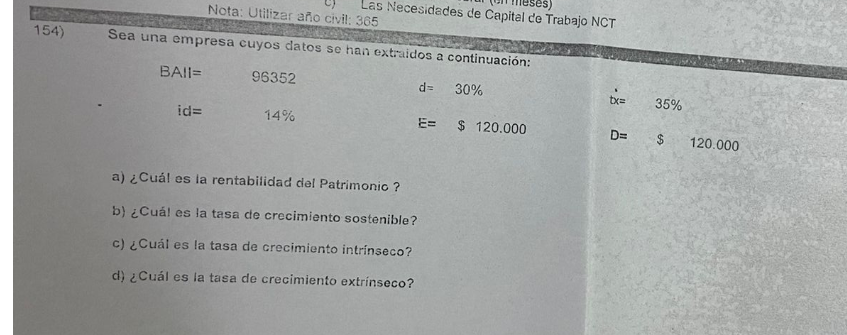 c) Las Necesidades de Capital de Trabajo NCT
Nota: Utilizar año civil: 365
154) Sea una empresa cuyos datos se han extraidos a continuación:
BAII= 96352 d= 30% tx= 35%
id= 14% E= $ 120.000 D= $ 120.000
a) ¿Cuál es la rentabilidad del Patrimonio ?
b) ¿Cuál es la tasa de crecimiento sostenible?
c) ¿Cuál es la tasa de crecimiento intrínseco?
d) ¿Cuál es la tasa de crecimiento extrínseco?